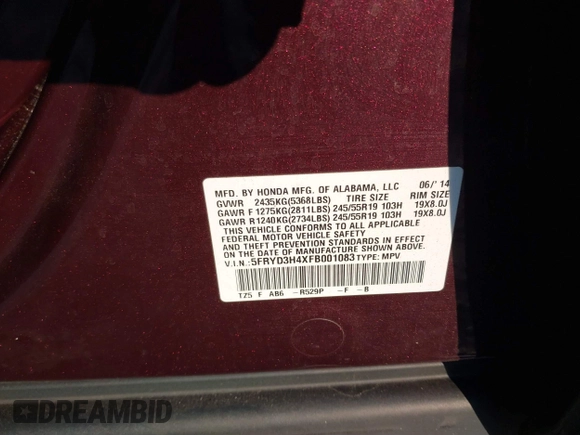 MFD. BY HONDA MFG. OF ALABAMA, LLC 06/'14
GVWR 2435KG(5368LBS) TIRE SIZE RIM SIZE
GAWR F 1275KG(2811LBS) 245/55R19 103H 19X8.0J
GAWR R 1240KG(2734LBS) 245/55R19 103H 19X8.0J
THIS VEHICLE CONFORMS TO ALL APPLICABLE
FEDERAL MOTOR VEHICLE SAFETY, BUMPER,
AND THEFT PREVENTION STANDARDS IN EFFECT
ON THE DATE OF MANUFACTURE SHOWN ABOVE.
V.I.N.: 5FRYD3H4XFB001083 TYPE: MPV
TZ5 F AB6 -R529P -F -B
DREAMBID